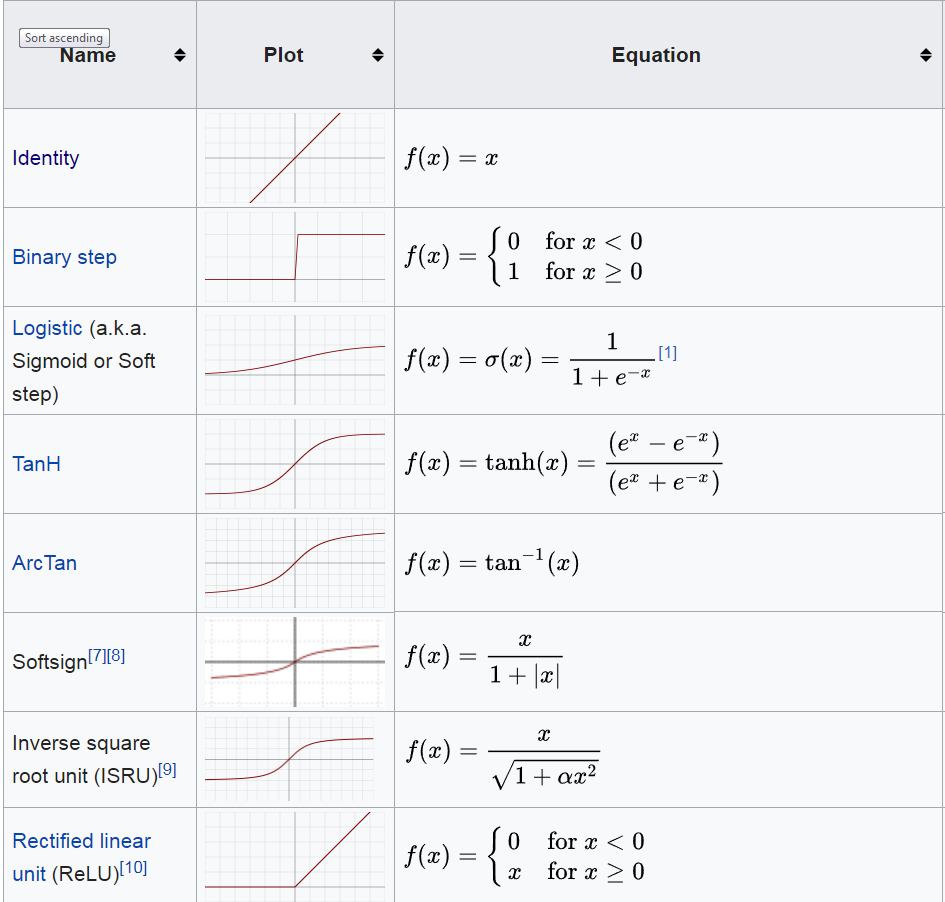 Sort ascending
Name Plot Equation
Identity f(x) = x
Binary step f(x) = { 0 for x < 0
1 for x ≥ 0
Logistic (a.k.a.
Sigmoid or Soft
step)
f(x) = σ(x) = 1 / (1 + e^{−x}) [1]
TanH f(x) = tanh(x) = (e^x − e^{−x}) / (e^x + e^{−x})
ArcTan f(x) = tan^{−1}(x)
Softsign[7][8] f(x) = x / (1 + |x|)
Inverse square
root unit (ISRU)[9]
f(x) = x / √(1 + αx²)
Rectified linear
unit (ReLU)[10]
f(x) = { 0 for x < 0
x for x ≥ 0